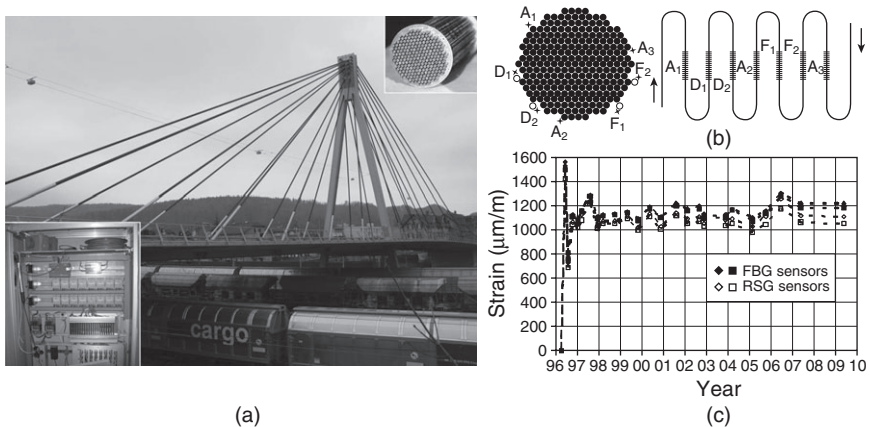 cargo
(a)
A1
A3
D1
F2
D2
A2
F1
A1 D1 D2 A2 F1 F2 A3
(b)
1600
1400
1200
1000
800
600
400
200
0
Strain (μm/m)
FBG sensors
RSG sensors
96 97 98 99 00 01 02 03 04 05 06 07 08 09 10
Year
(c)